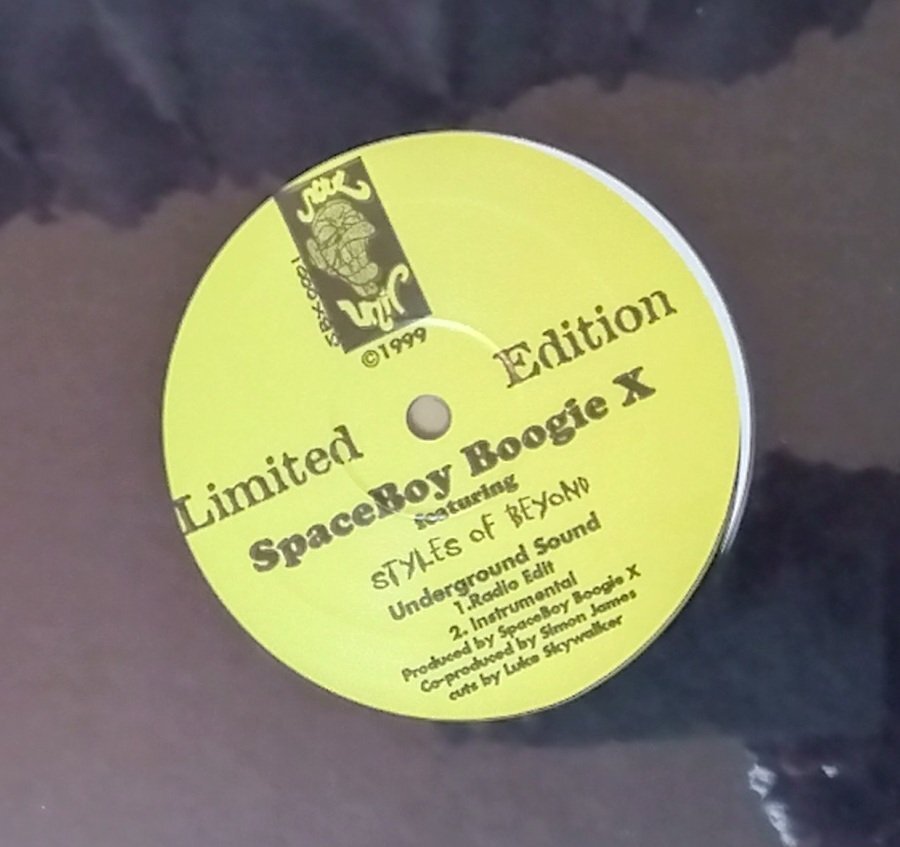 ©1999
Limited Edition
SpaceBoy Boogie X
featuring
STYLES OF BEYOND
Underground Sound
1.Radio Edit
2. Instrumental
Produced by SpaceBoy Boogie X
Co-produced by Simon James
cuts by Luke Skywalker